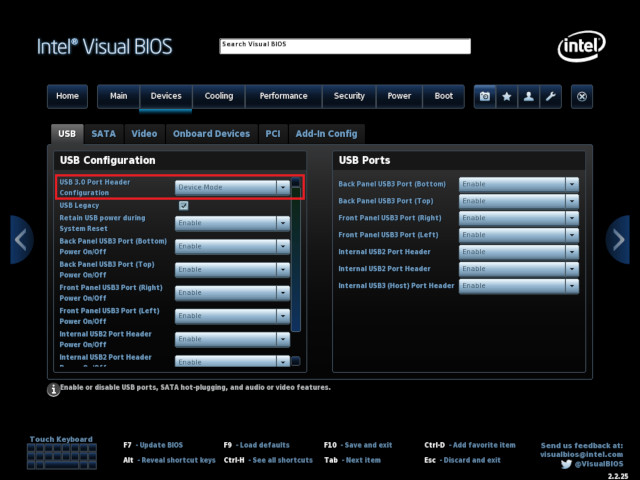 Intel® Visual BIOS
Search Visual BIOS
intel
Home Main Devices Cooling Performance Security Power Boot
USB SATA Video Onboard Devices PCI Add-In Config
USB Configuration
USB 3.0 Port Header
Configuration
Device Mode
USB Legacy
Retain USB power during
System Reset
Enable
Back Panel USB3 Port (Bottom)
Power On/Off
Enable
Back Panel USB3 Port (Top)
Power On/Off
Enable
Front Panel USB3 Port (Right)
Power On/Off
Enable
Front Panel USB3 Port (Left)
Power On/Off
Enable
Internal USB2 Port Header
Power On/Off
Enable
Internal USB2 Port Header
Power On/Off
Enable
USB Ports
Back Panel USB3 Port (Bottom) Enable
Back Panel USB3 Port (Top) Enable
Front Panel USB3 Port (Right) Enable
Front Panel USB3 Port (Left) Enable
Internal USB2 Port Header Enable
Internal USB2 Port Header Enable
Internal USB3 (Host) Port Header Enable
Enable or disable USB ports, SATA hot-plugging, and audio or video features.
Touch Keyboard
F7 - Update BIOS F9 - Load defaults F10 - Save and exit Ctrl-D - Add favorite item
Alt - Reveal shortcut keys Ctrl-H - See all shortcuts Tab - Next item Esc - Discard and exit
Send us feedback at:
visualbios@intel.com
@VisualBIOS
2.2.25